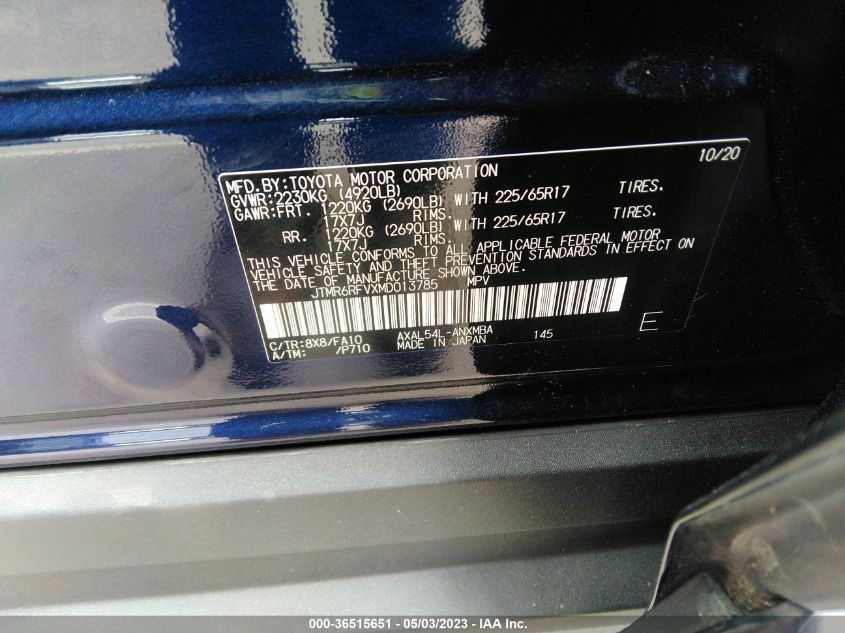 10/20
MFD.BY:TOYOTA MOTOR CORPORATION
GVWR:2230KG (4920LB)
GAWR:FRT. 1220KG (2690LB) WITH 225/65R17 TIRES.
17X7J RIMS.
RR. 1220KG (2690LB) WITH 225/65R17 TIRES.
17X7J RIMS.
THIS VEHICLE CONFORMS TO ALL APPLICABLE FEDERAL MOTOR
VEHICLE SAFETY AND THEFT PREVENTION STANDARDS IN EFFECT ON
THE DATE OF MANUFACTURE SHOWN ABOVE.
JTMR6RFVXMD013785 MPV
C/TR:8X8/FA10 AXAL54L-ANXMBA 145 E
A/TM: /P710 MADE IN JAPAN
000-36515651 - 05/03/2023 - © IAA Inc.